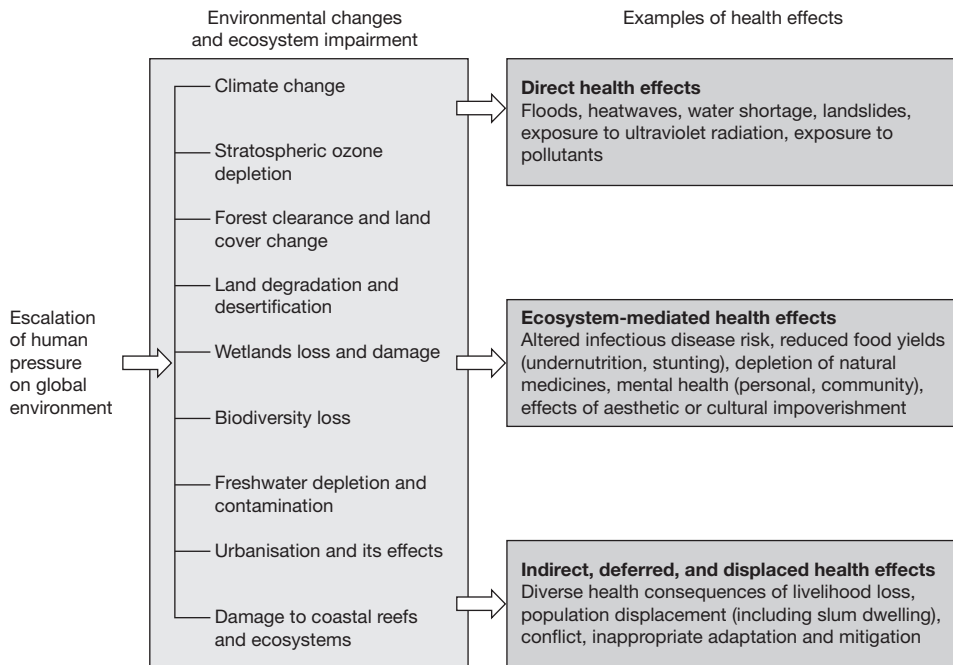 Environmental changes
and ecosystem impairment
Examples of health effects
Escalation
of human
pressure
on global
environment
Climate change
Stratospheric ozone
depletion
Forest clearance and land
cover change
Land degradation and
desertification
Wetlands loss and damage
Biodiversity loss
Freshwater depletion and
contamination
Urbanisation and its effects
Damage to coastal reefs
and ecosystems
Direct health effects
Floods, heatwaves, water shortage, landslides,
exposure to ultraviolet radiation, exposure to
pollutants
Ecosystem-mediated health effects
Altered infectious disease risk, reduced food yields
(undernutrition, stunting), depletion of natural
medicines, mental health (personal, community),
effects of aesthetic or cultural impoverishment
Indirect, deferred, and displaced health effects
Diverse health consequences of livelihood loss,
population displacement (including slum dwelling),
conflict, inappropriate adaptation and mitigation